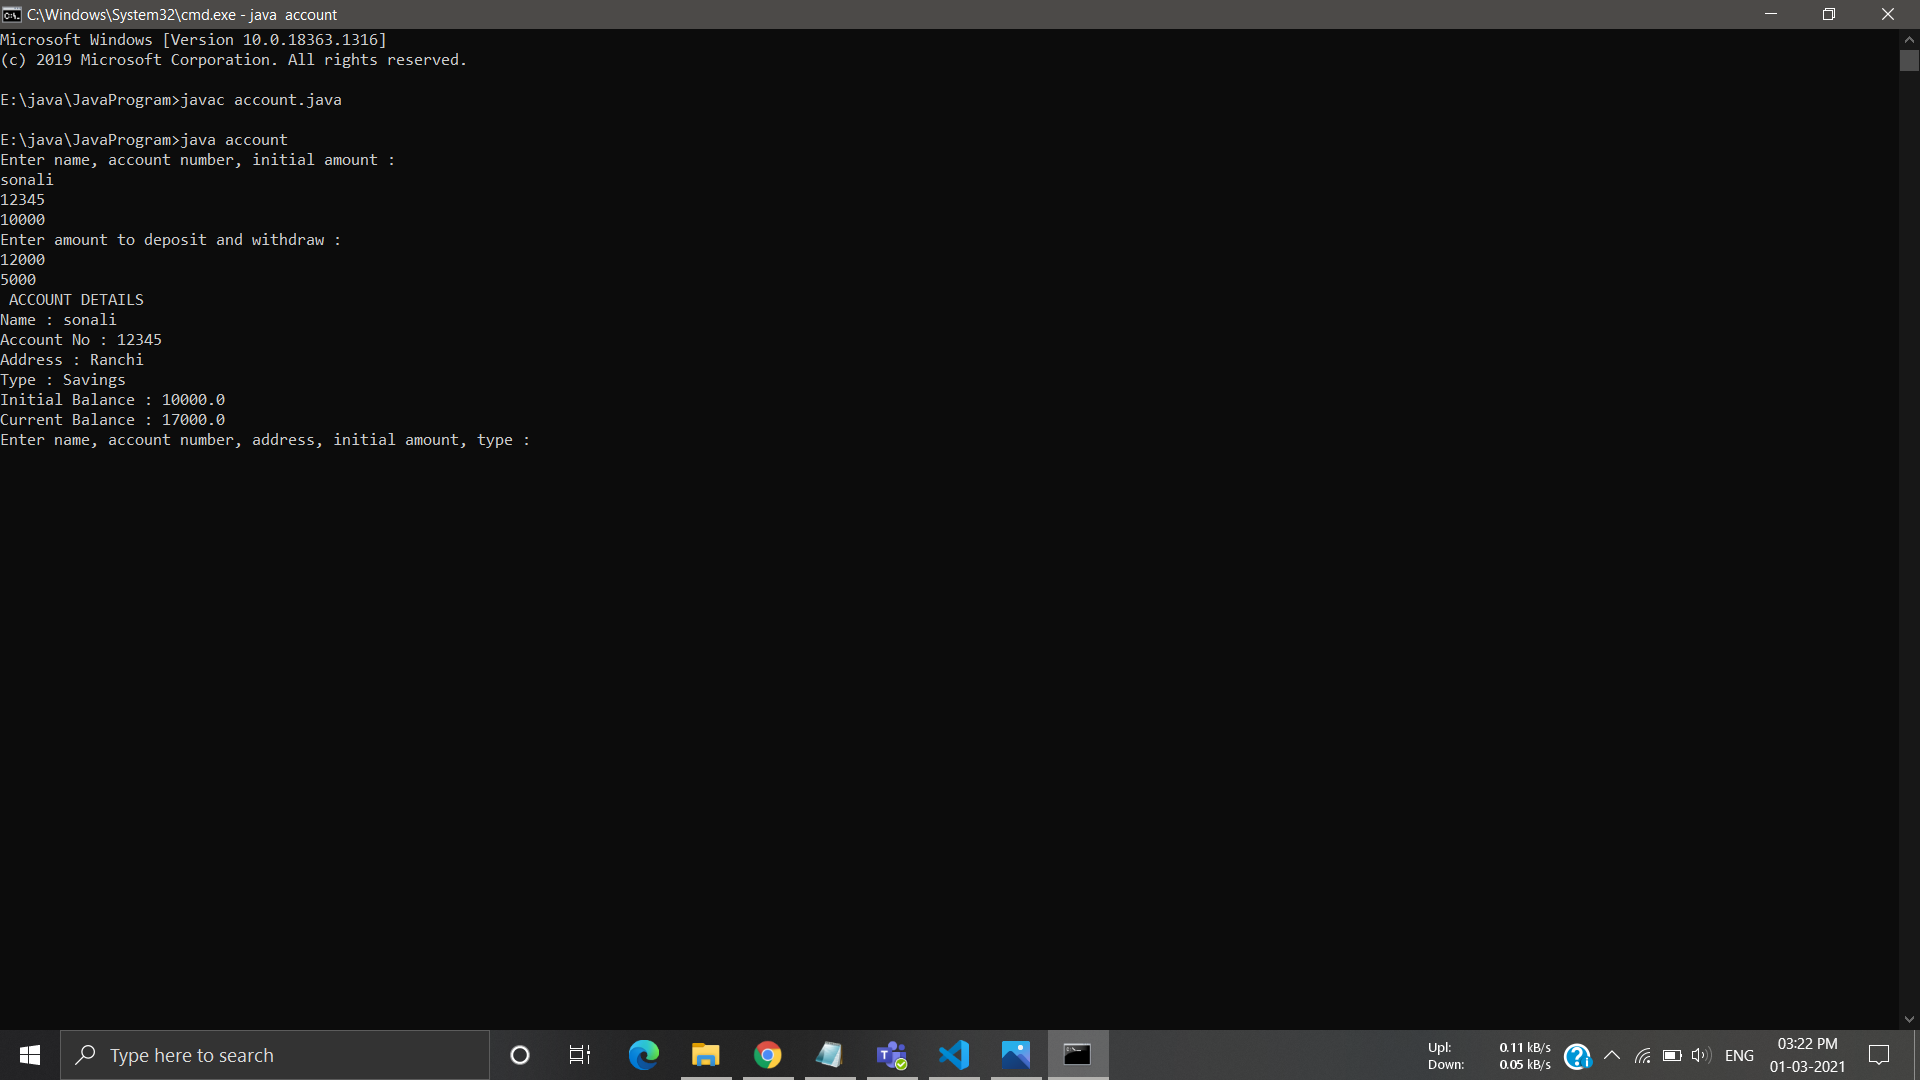 C:\Windows\System32\cmd.exe - java  account
Microsoft Windows [Version 10.0.18363.1316]
(c) 2019 Microsoft Corporation. All rights reserved.
E:\java\JavaProgram>javac account.java
E:\java\JavaProgram>java account
Enter name, account number, initial amount :
sonali
12345
10000
Enter amount to deposit and withdraw :
12000
5000
 ACCOUNT DETAILS
Name : sonali
Account No : 12345
Address : Ranchi
Type : Savings
Initial Balance : 10000.0
Current Balance : 17000.0
Enter name, account number, address, initial amount, type :
Type here to search
Upl: 0.11 kB/s
Down: 0.05 kB/s
ENG
03:22 PM
01-03-2021